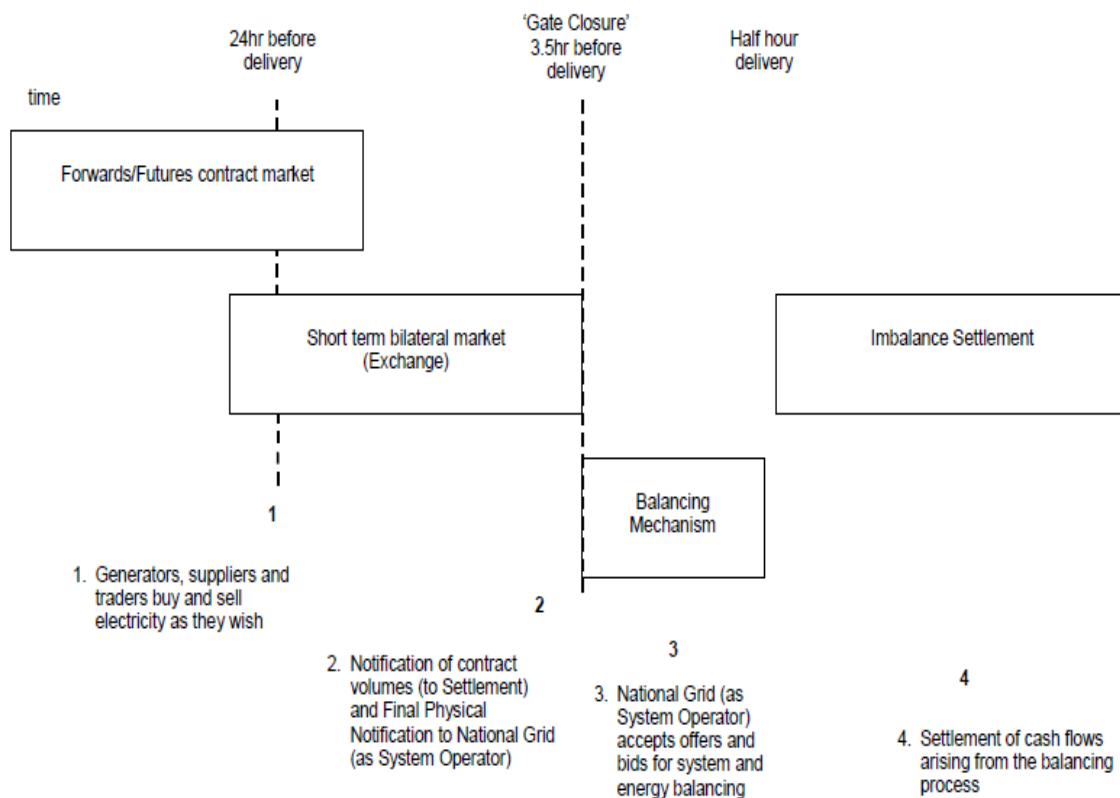 24hr before
delivery
‘Gate Closure’
3.5hr before
delivery
Half hour
delivery
time
Forwards/Futures contract market
Short term bilateral market
(Exchange)
Imbalance Settlement
Balancing
Mechanism
1
1. Generators, suppliers and
traders buy and sell
electricity as they wish
2
2. Notification of contract
volumes (to Settlement)
and Final Physical
Notification to National Grid
(as System Operator)
3
3. National Grid (as
System Operator)
accepts offers and
bids for system and
energy balancing
4
4. Settlement of cash flows
arising from the balancing
process